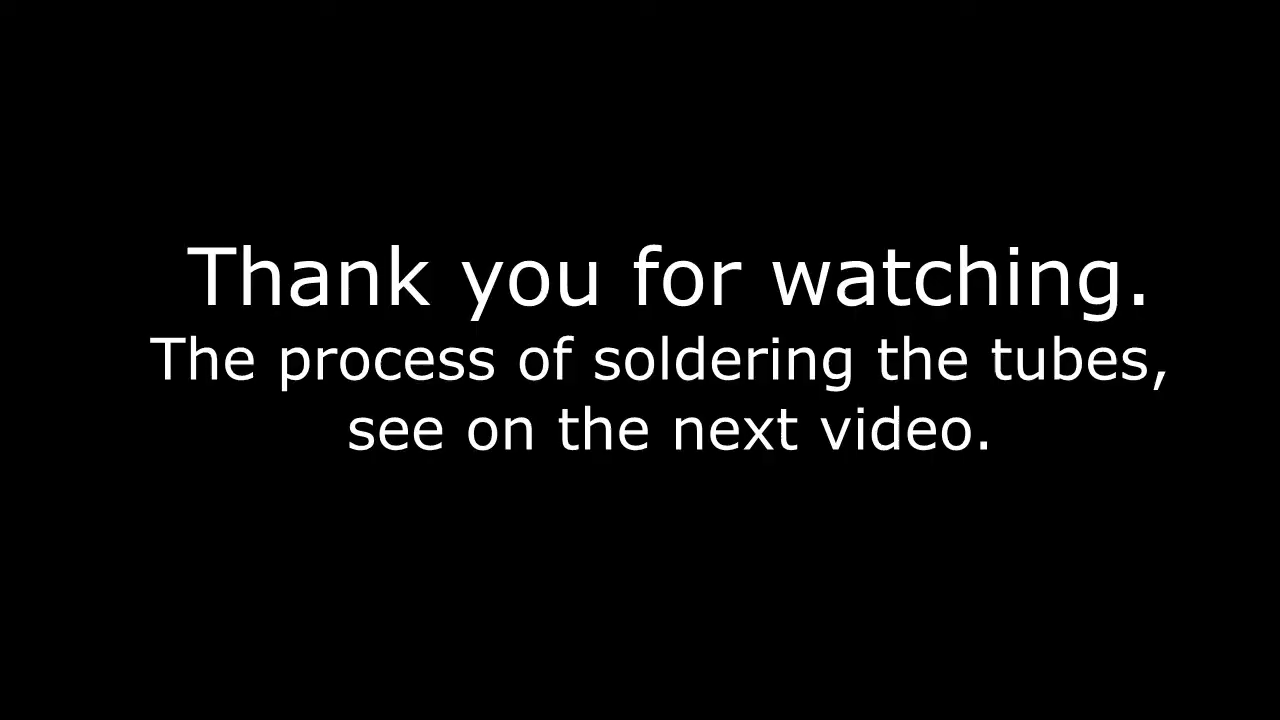 Thank you for watching.
The process of soldering the tubes,
see on the next video.